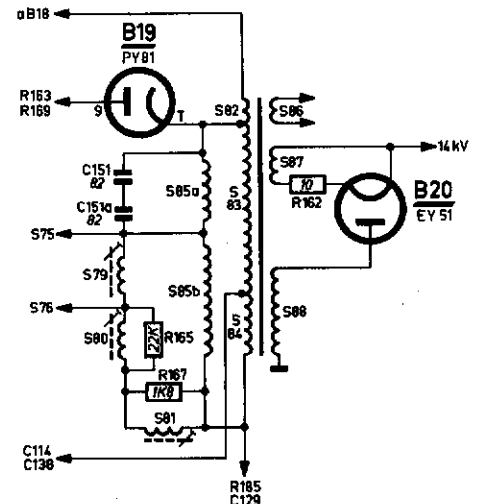 aB18
B19
PY81
R163
R169
9
T
S82
S86
S87
14kV
C151
82
S85a
S
83
10
R162
B20
EY51
C151a
82
S75
S79
S76
S80
22K
R165
S85b
S
84
S88
R167
1K8
S81
C114
C138
R185
C129